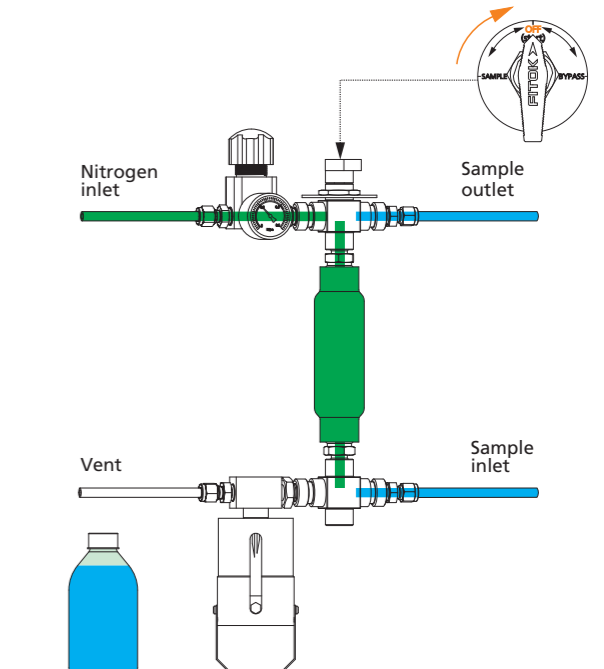 OFF
SAMPLE
BYPASS
FITOK
Nitrogen
inlet
Sample
outlet
Vent
Sample
inlet